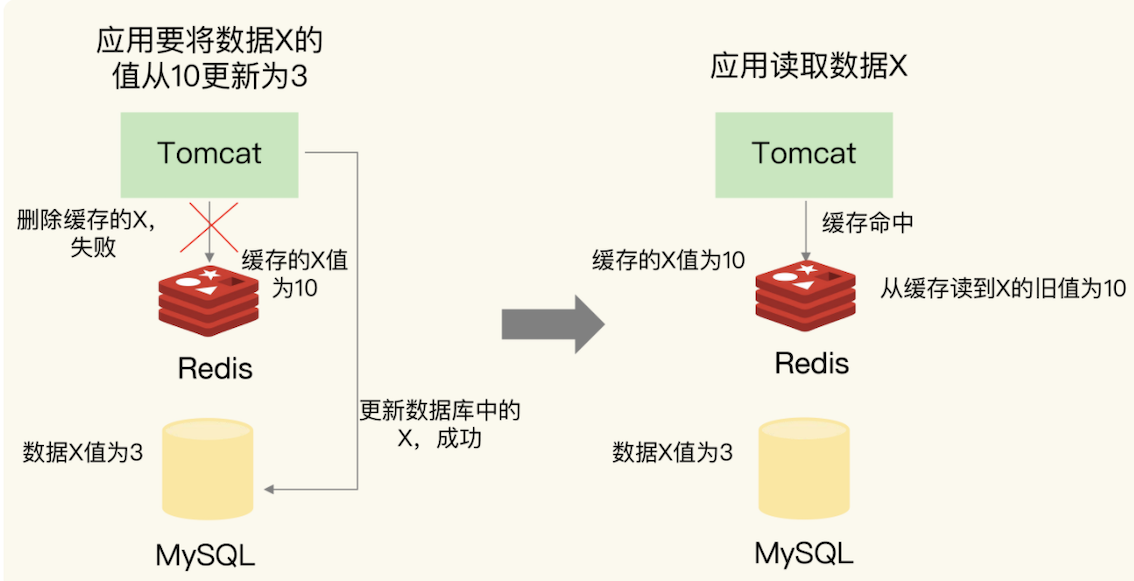 应用要将数据X的
值从10更新为3
Tomcat
删除缓存的X，
失败
缓存的X值
为10
Redis
更新数据库中的
X，成功
数据X值为3
MySQL
应用读取数据X
Tomcat
缓存命中
缓存的X值为10
从缓存读到X的旧值为10
Redis
数据X值为3
MySQL